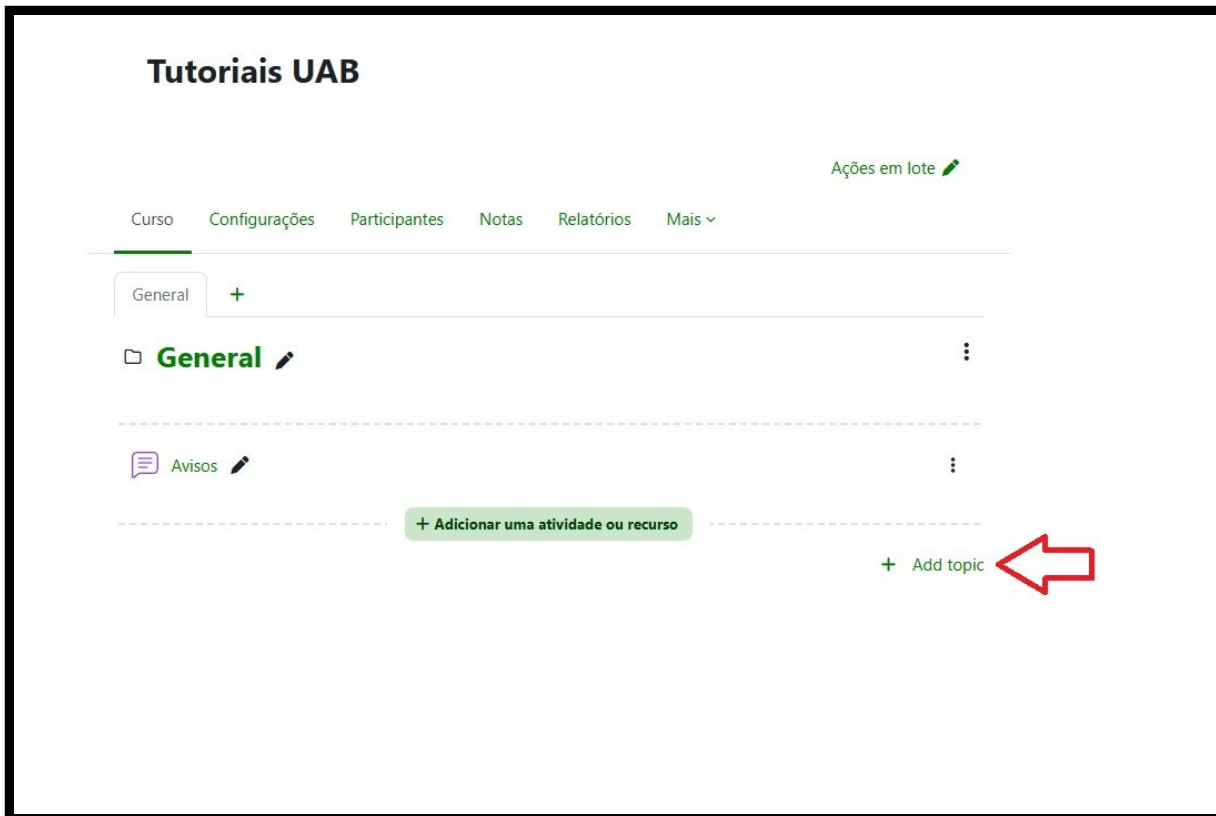 Tutoriais UAB
Ações em lote
Curso Configurações Participantes Notas Relatórios Mais
General +
General
Avisos
+ Adicionar uma atividade ou recurso
+ Add topic